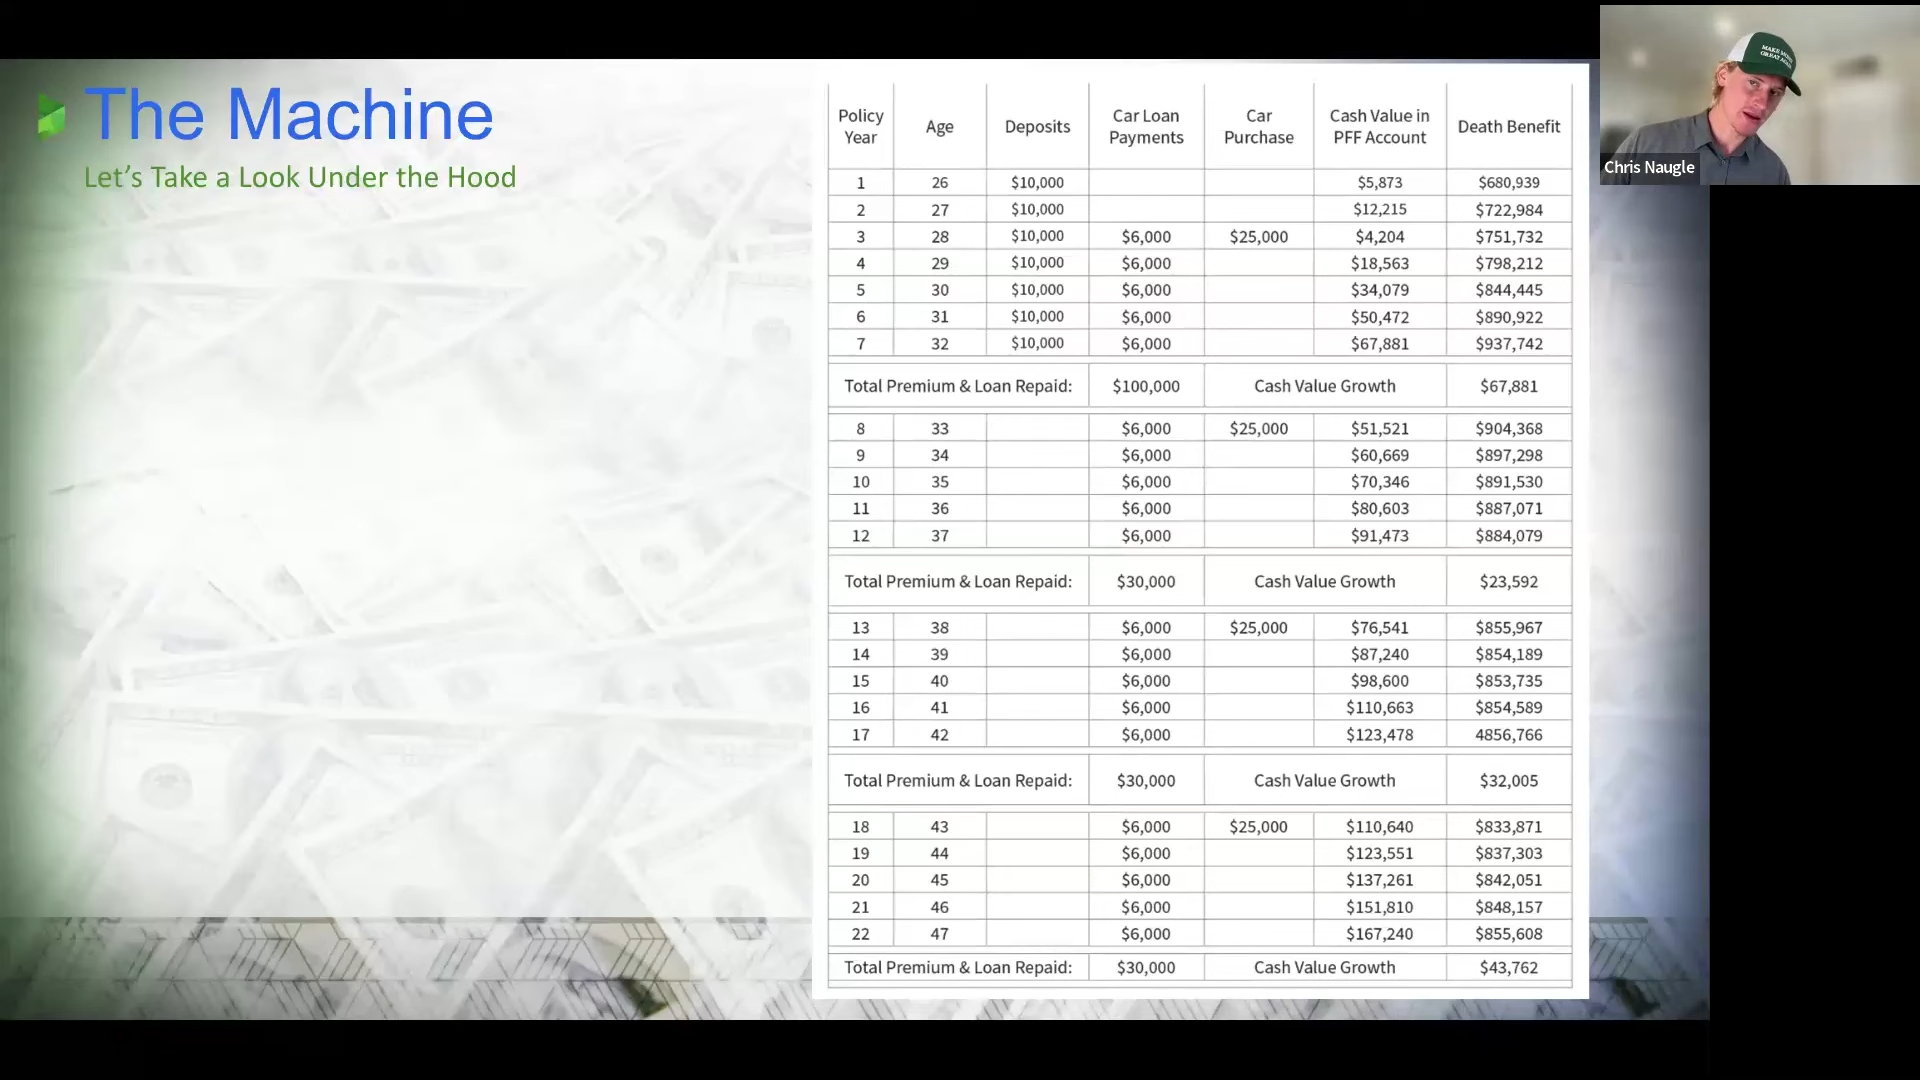 The Machine
Let's Take a Look Under the Hood
Policy Year Age Deposits Car Loan Payments Car Purchase Cash Value in PFF Account Death Benefit
1 26 $10,000 $5,873 $680,939
2 27 $10,000 $12,215 $722,984
3 28 $10,000 $6,000 $25,000 $4,204 $751,732
4 29 $10,000 $6,000 $18,563 $798,212
5 30 $10,000 $6,000 $34,079 $844,445
6 31 $10,000 $6,000 $50,472 $890,922
7 32 $10,000 $6,000 $67,881 $937,742
Total Premium & Loan Repaid: $100,000 Cash Value Growth $67,881
8 33 $6,000 $25,000 $51,521 $904,368
9 34 $6,000 $60,669 $897,298
10 35 $6,000 $70,346 $891,530
11 36 $6,000 $80,603 $887,071
12 37 $6,000 $91,473 $884,079
Total Premium & Loan Repaid: $30,000 Cash Value Growth $23,592
13 38 $6,000 $25,000 $76,541 $855,967
14 39 $6,000 $87,240 $854,189
15 40 $6,000 $98,600 $853,735
16 41 $6,000 $110,663 $854,589
17 42 $6,000 $123,478 4856,766
Total Premium & Loan Repaid: $30,000 Cash Value Growth $32,005
18 43 $6,000 $25,000 $110,640 $833,871
19 44 $6,000 $123,551 $837,303
20 45 $6,000 $137,261 $842,051
21 46 $6,000 $151,810 $848,157
22 47 $6,000 $167,240 $855,608
Total Premium & Loan Repaid: $30,000 Cash Value Growth $43,762
MAKE
GREAT
Chris Naugle